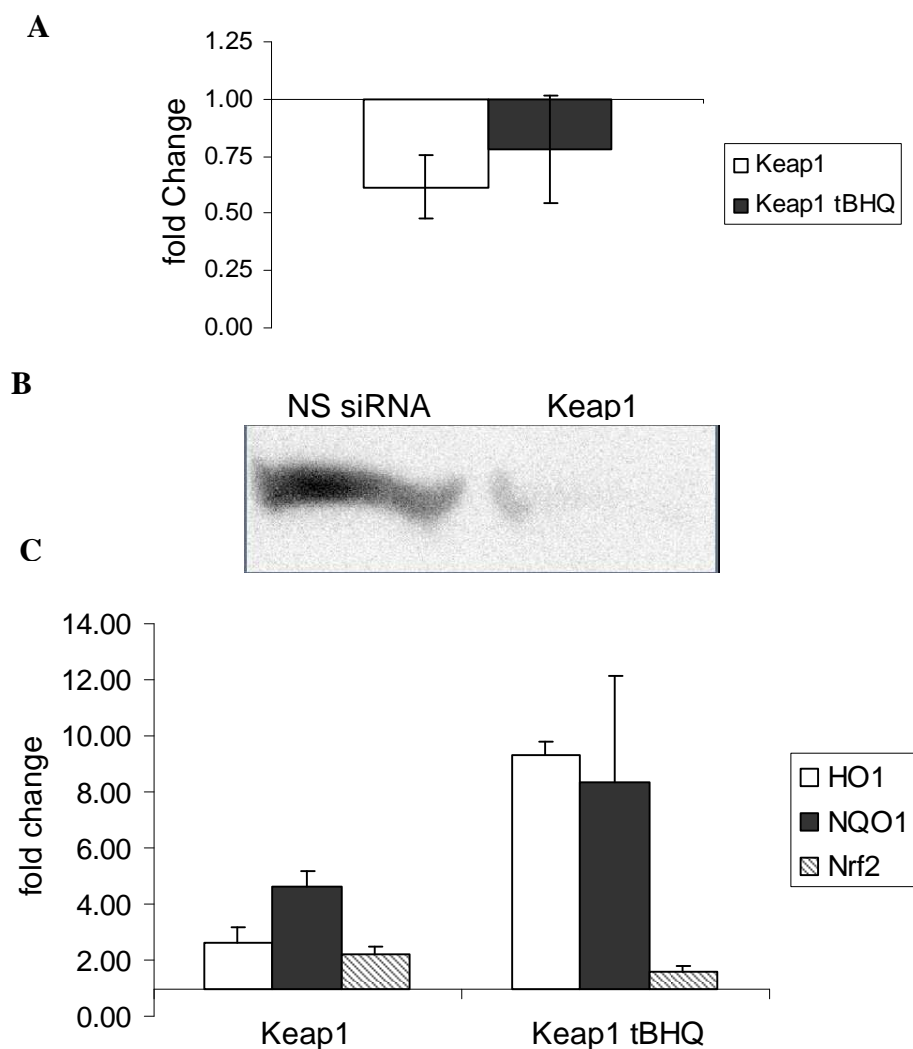 A
1.25
1.00
0.75
0.50
0.25
0.00
fold Change
Keap1
Keap1 tBHQ
B
NS siRNA Keap1
C
14.00
12.00
10.00
8.00
6.00
4.00
2.00
0.00
fold change
Keap1 Keap1 tBHQ
HO1
NQO1
Nrf2